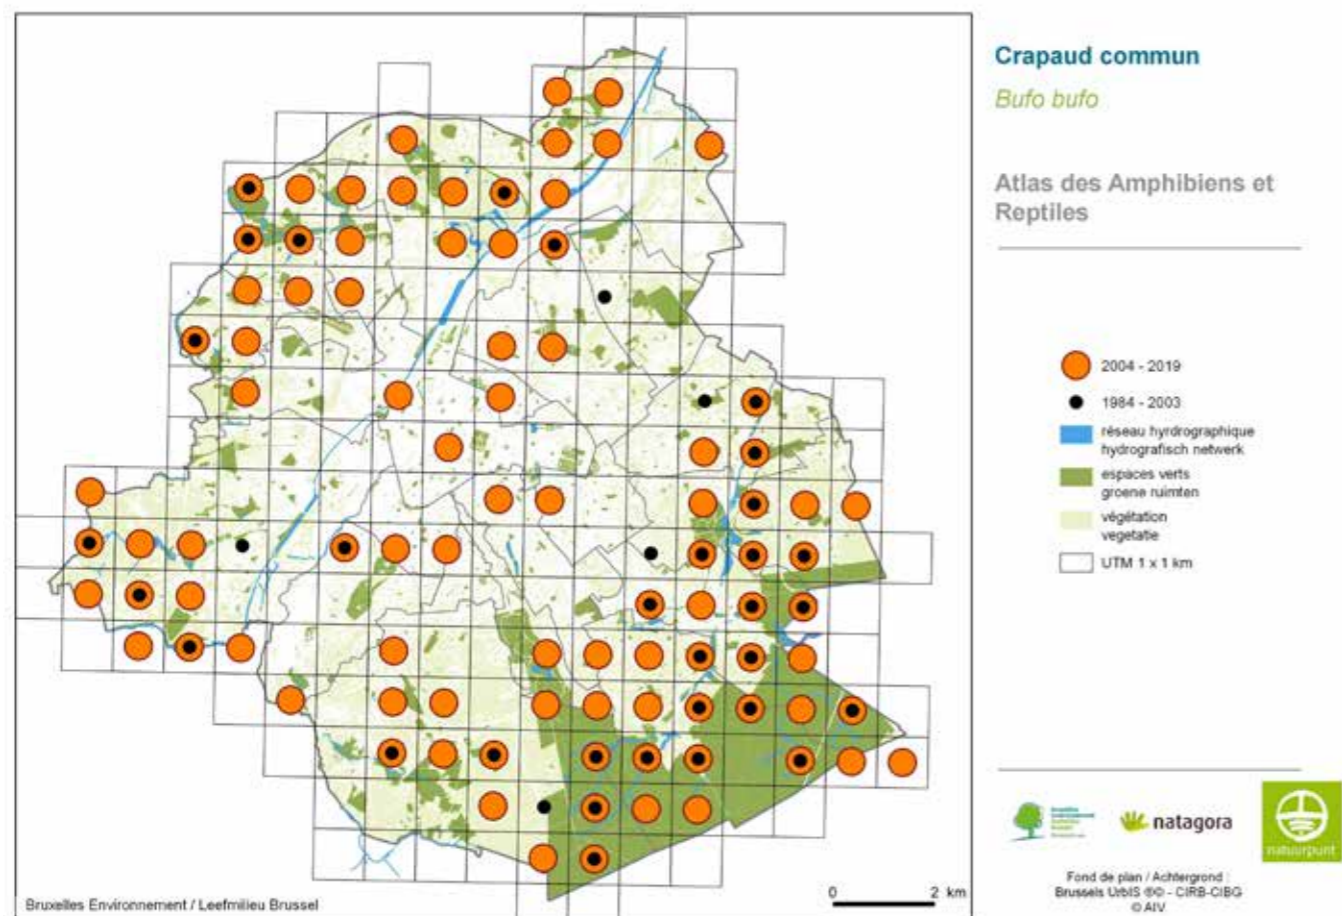 Crapaud commun
Bufo bufo
Atlas des Amphibiens et
Reptiles
2004 - 2019
1984 - 2003
réseau hyrdrographique
hydrografisch netwerk
espaces verts
groene ruimten
végétation
vegetatie
UTM 1 x 1 km
natagora
natuurpunt
Fond de plan / Achtergrond :
Brussels UrbIS ®© - CIRB-CIBG
© AIV
0 2 km
Bruxelles Environnement / Leefmilieu Brussel